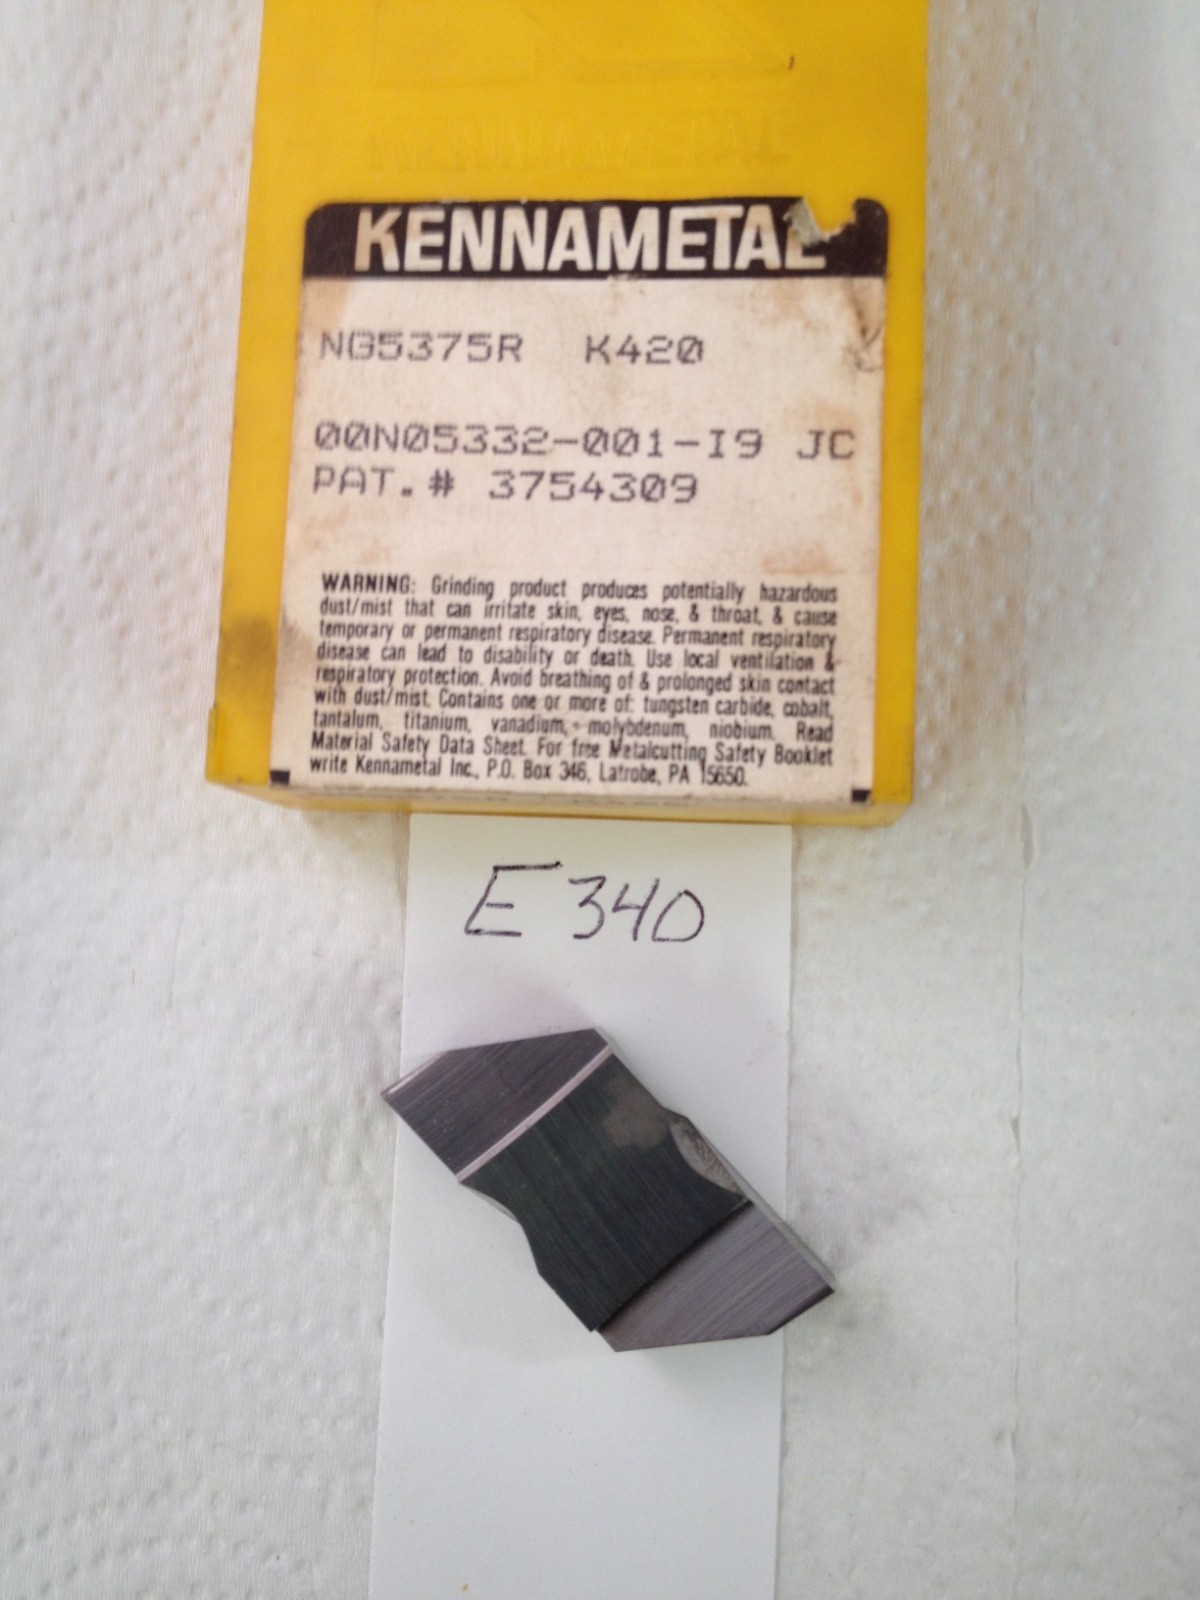 KENNAMETAL
KENNAMETAL
NG5375R K420
00N05332-001-I9 JC
PAT.# 3754309
WARNING: Grinding product produces potentially hazardous
dust/mist that can irritate skin, eyes, nose, & throat, & cause
temporary or permanent respiratory disease. Permanent respiratory
disease can lead to disability or death. Use local ventilation &
respiratory protection. Avoid breathing of & prolonged skin contact
with dust/mist. Contains one or more of: tungsten carbide, cobalt,
tantalum, titanium, vanadium, molybdenum, niobium. Read
Material Safety Data Sheet. For free Metalcutting Safety Booklet
write Kennametal Inc., P.O. Box 346, Latrobe, PA 15650.
E340